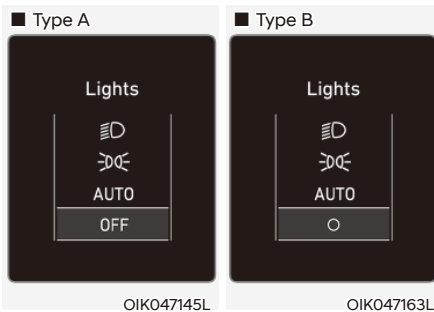 ■ Type A
Lights
AUTO
OFF
OIK047145L
■ Type B
Lights
AUTO
O
OIK047163L